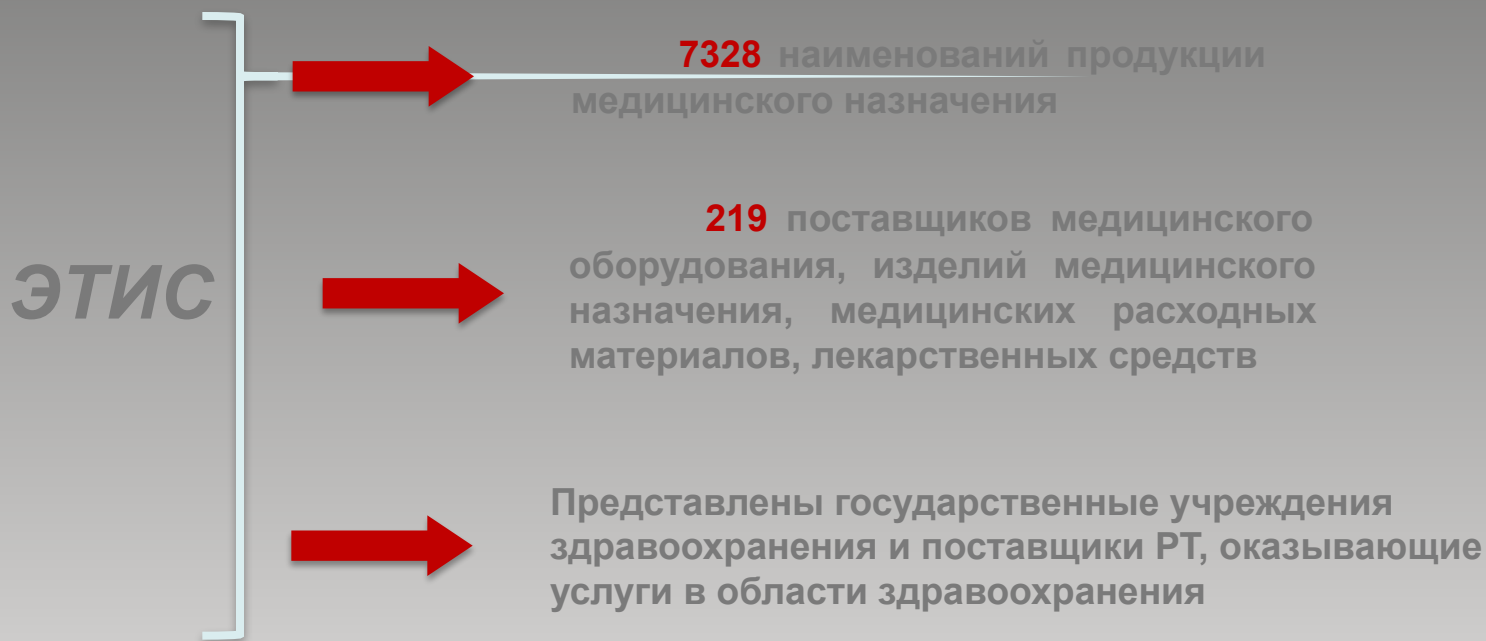 7328 наименований продукции
медицинского назначения
219 поставщиков медицинского
оборудования, изделий медицинского
назначения, медицинских расходных
материалов, лекарственных средств
ЭТИС
Представлены государственные учреждения
здравоохранения и поставщики РТ, оказывающие
услуги в области здравоохранения